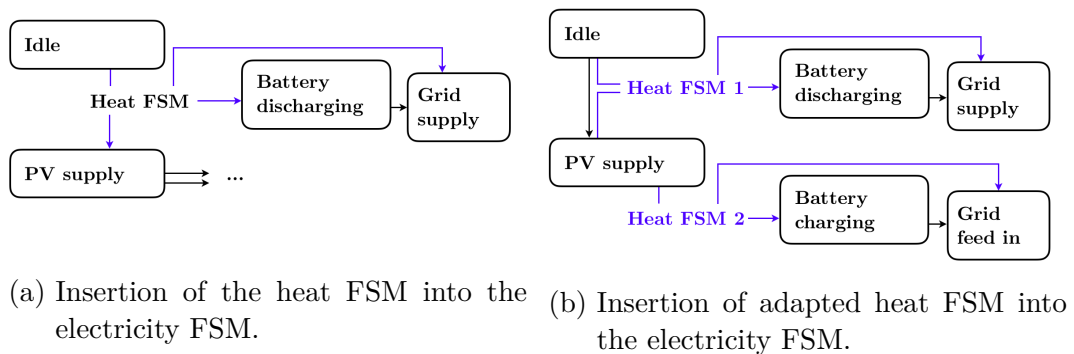 Idle
Heat FSM
Battery
discharging
Grid
supply
PV supply
...
(a) Insertion of the heat FSM into the
electricity FSM.
Idle
Heat FSM 1
Battery
discharging
Grid
supply
PV supply
Heat FSM 2
Battery
charging
Grid
feed in
(b) Insertion of adapted heat FSM into
the electricity FSM.